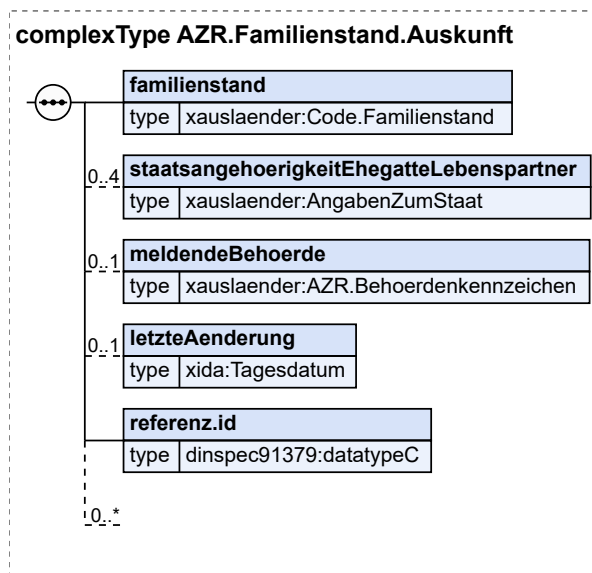 complexType AZR.Familienstand.Auskunft
familienstand
type xauslaender:Code.Familienstand
0..4 staatsangehoerigkeitEhegatteLebenspartner
type xauslaender:AngabenZumStaat
0..1 meldendeBehoerde
type xauslaender:AZR.Behoerdenkennzeichen
0..1 letzteAenderung
type xida:Tagesdatum
referenz.id
type dinspec91379:datatypeC
0..*